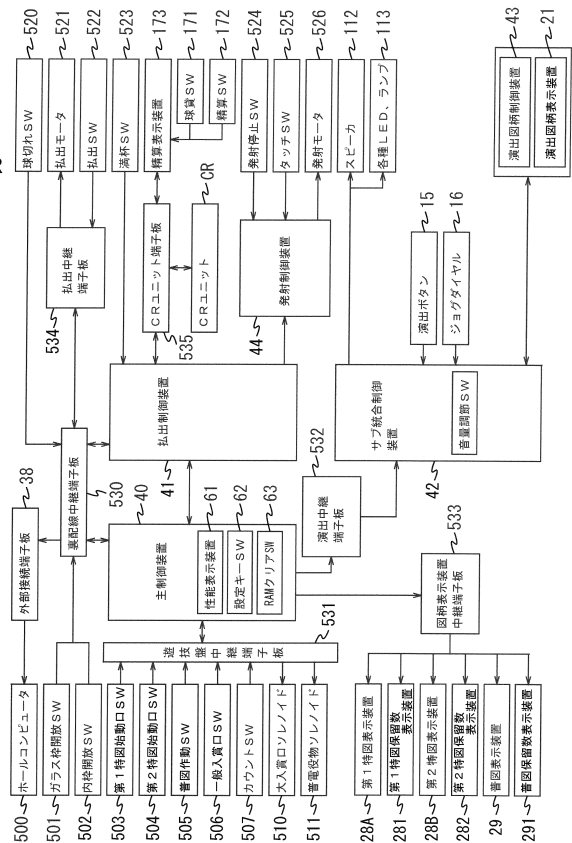 500 ホールコンピュータ
501 ガラス枠開放ＳＷ
502 内枠開放ＳＷ
503 第１特図始動口ＳＷ
504 第２特図始動口ＳＷ
505 普図作動ＳＷ
506 一般入賞口ＳＷ
507 カウントＳＷ
510 大入賞口ソレノイド
511 普電役物ソレノイド
28A 第１特図表示装置
281 第１特図保留数
表示装置
28B 第２特図表示装置
282 第２特図保留数
表示装置
29 普図表示装置
291 普図保留数表示装置
外部接続端子板 38
裏配線中継端子板
530
主制御装置 40
性能表示装置 61
設定キーＳＷ 62
RAMクリアSW 63
遊技盤中継端子板
531
図柄表示装置
中継端子板
533
演出中継
端子板
532
払出中継
端子板
534
払出制御装置
41
ＣＲユニット端子板
535
ＣＲユニット CR
発射制御装置
44
サブ統合制御
装置
音量調節ＳＷ
42
演出ボタン 15
ジョグダイヤル 16
球切れＳＷ 520
払出モータ 521
払出ＳＷ 522
満杯ＳＷ 523
精算表示装置 173
球貸ＳＷ 171
精算ＳＷ 172
発射停止ＳＷ 524
タッチＳＷ 525
発射モータ 526
スピーカ 112
各種ＬＥＤ、ランプ 113
演出図柄制御装置 43
演出図柄表示装置 21